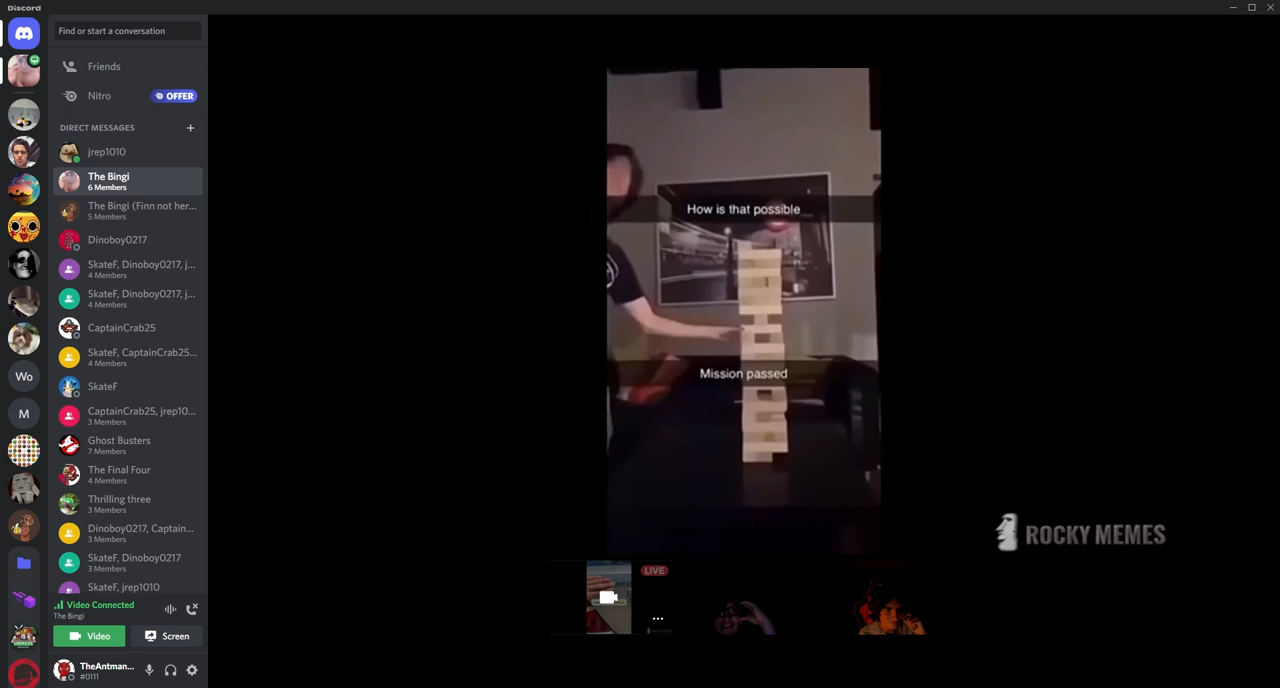 Discord
Find or start a conversation
Friends
Nitro
OFFER
DIRECT MESSAGES
jrep1010
The Bingi
6 Members
The Bingi (Finn not her...
5 Members
Dinoboy0217
SkateF, Dinoboy0217, j...
4 Members
SkateF, Dinoboy0217, j...
4 Members
CaptainCrab25
SkateF, CaptainCrab25...
4 Members
SkateF
CaptainCrab25, jrep10...
3 Members
Ghost Busters
7 Members
The Final Four
4 Members
Thrilling three
3 Members
Dinoboy0217, Captain...
3 Members
SkateF, Dinoboy0217
3 Members
SkateF, jrep1010
Wo
M
Video Connected
The Bingi
Video
Screen
TheAntman...
#0111
How is that possible
Mission passed
ROCKY MEMES
LIVE